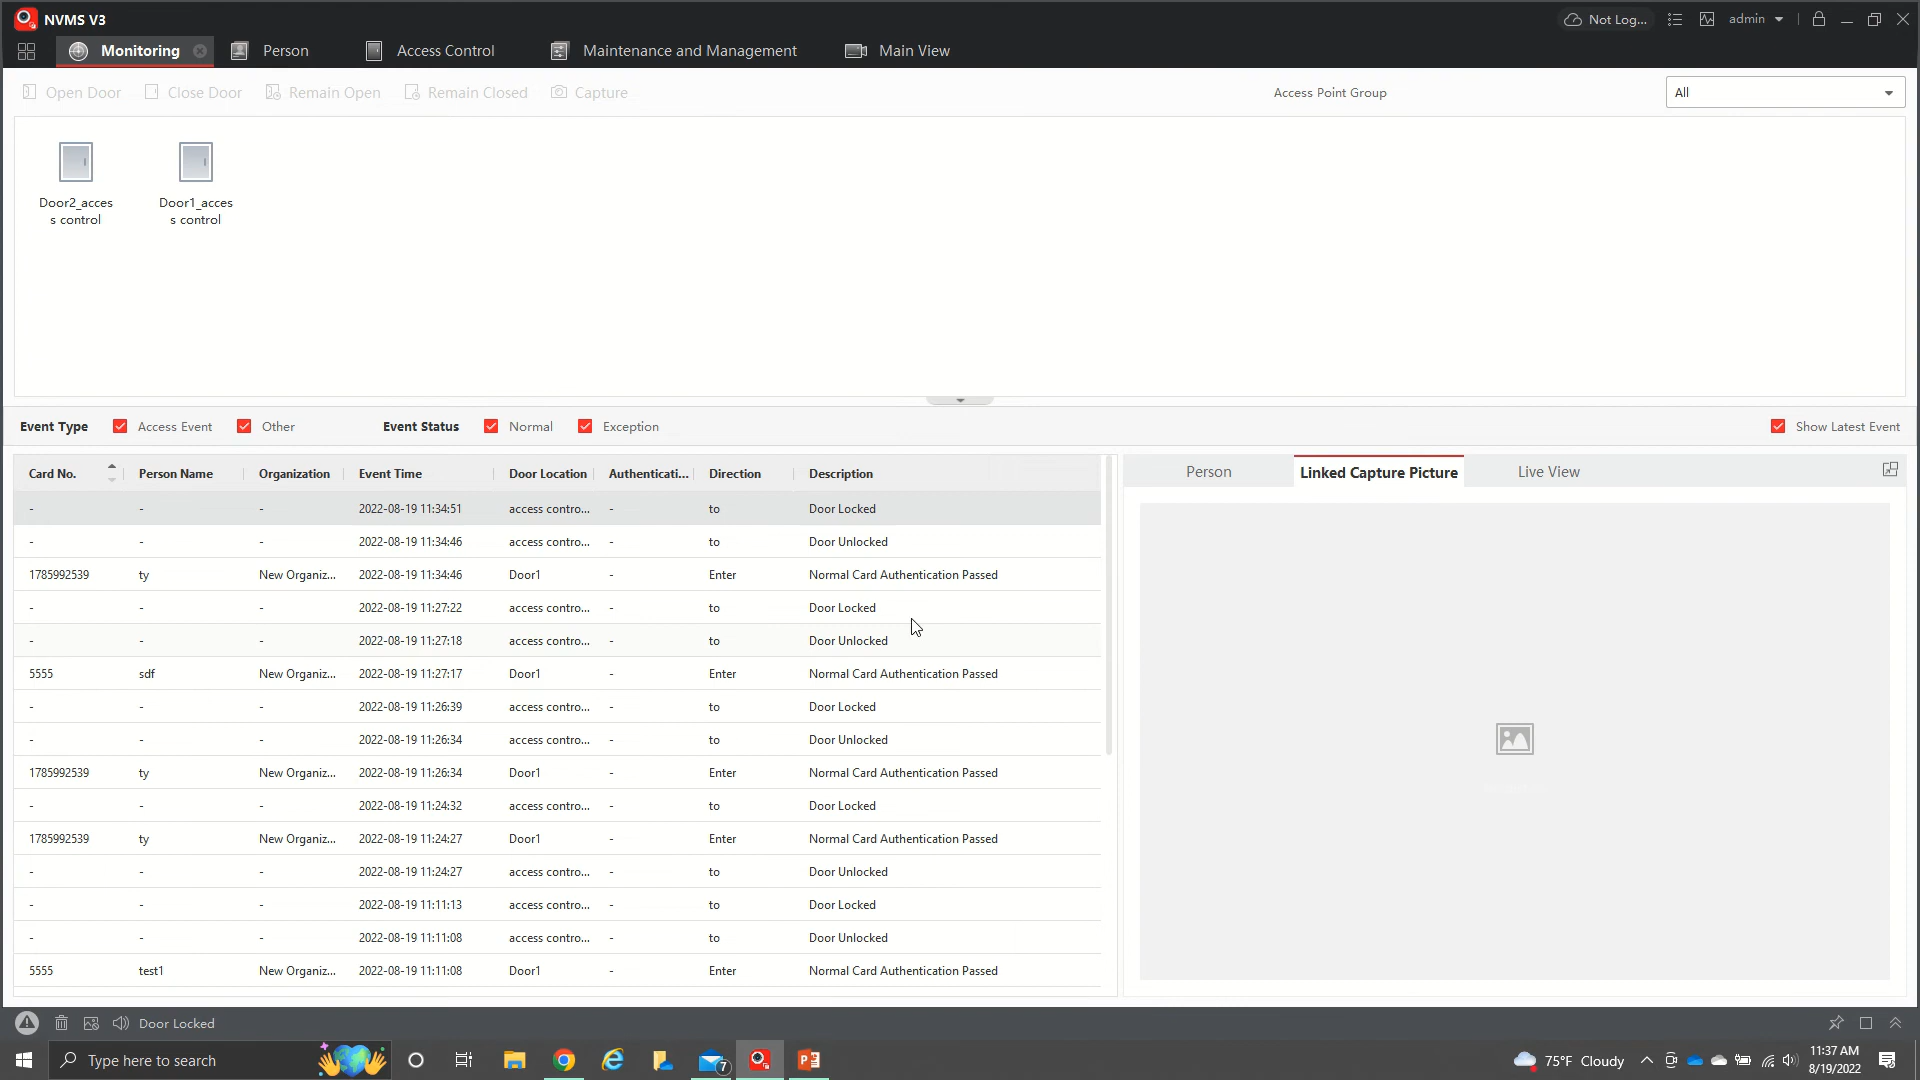 NVMS V3
Not Log...
admin
Monitoring
Person
Access Control
Maintenance and Management
Main View
Open Door
Close Door
Remain Open
Remain Closed
Capture
Access Point Group
All
Door2_acces
s control
Door1_acces
s control
Event Type
Access Event
Other
Event Status
Normal
Exception
Show Latest Event
Card No. Person Name Organization Event Time Door Location Authenticati... Direction Description
- - - 2022-08-19 11:34:51 access contro... - to Door Locked
- - - 2022-08-19 11:34:46 access contro... - to Door Unlocked
1785992539 ty New Organiz... 2022-08-19 11:34:46 Door1 - Enter Normal Card Authentication Passed
- - - 2022-08-19 11:27:22 access contro... - to Door Locked
- - - 2022-08-19 11:27:18 access contro... - to Door Unlocked
5555 sdf New Organiz... 2022-08-19 11:27:17 Door1 - Enter Normal Card Authentication Passed
- - - 2022-08-19 11:26:39 access contro... - to Door Locked
- - - 2022-08-19 11:26:34 access contro... - to Door Unlocked
1785992539 ty New Organiz... 2022-08-19 11:26:34 Door1 - Enter Normal Card Authentication Passed
- - - 2022-08-19 11:24:32 access contro... - to Door Locked
1785992539 ty New Organiz... 2022-08-19 11:24:27 Door1 - Enter Normal Card Authentication Passed
- - - 2022-08-19 11:24:27 access contro... - to Door Unlocked
- - - 2022-08-19 11:11:13 access contro... - to Door Locked
- - - 2022-08-19 11:11:08 access contro... - to Door Unlocked
5555 test1 New Organiz... 2022-08-19 11:11:08 Door1 - Enter Normal Card Authentication Passed
Person
Linked Capture Picture
Live View
Door Locked
Type here to search
7
75°F Cloudy
11:37 AM
8/19/2022